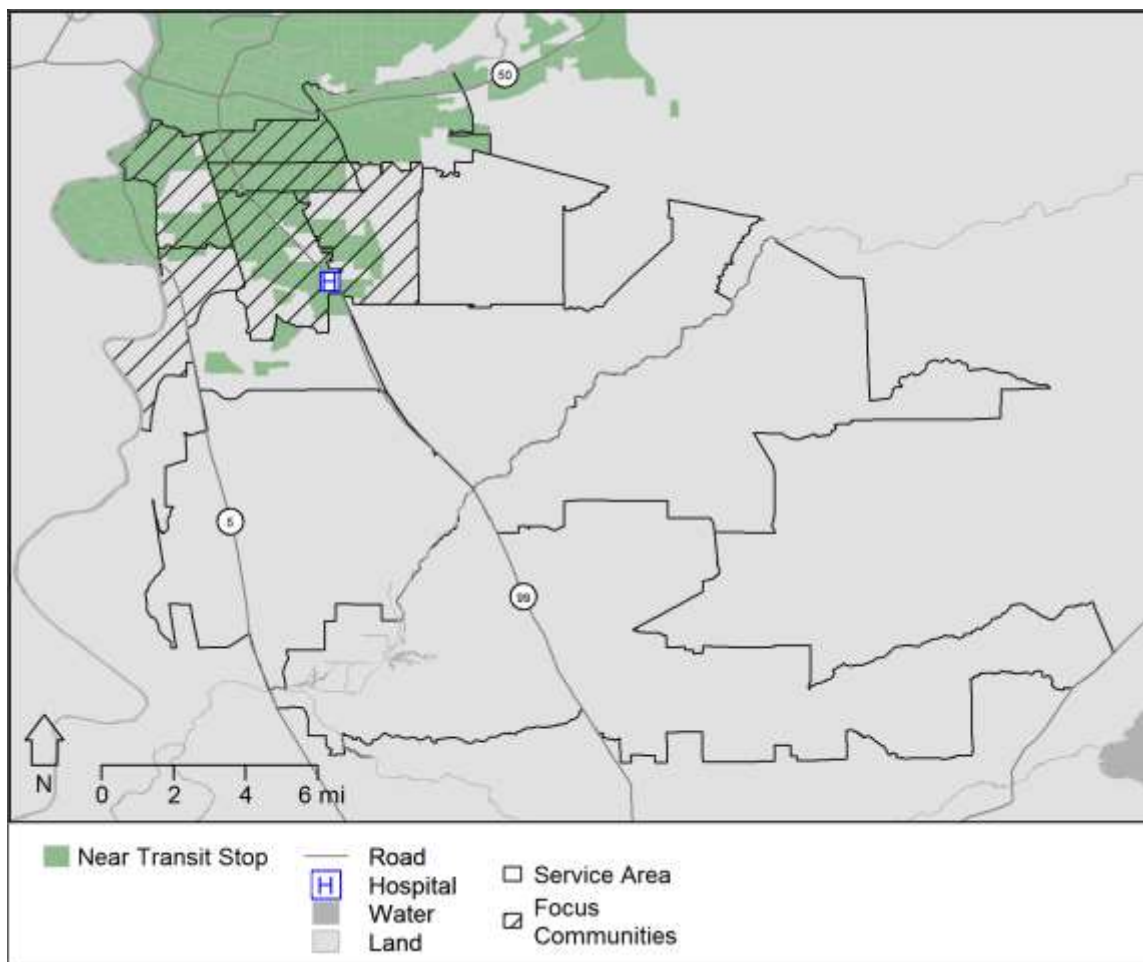 50
5
99
N
0 2 4 6 mi
Near Transit Stop
Road
Hospital
Water
Land
Service Area
Focus
Communities
H
H